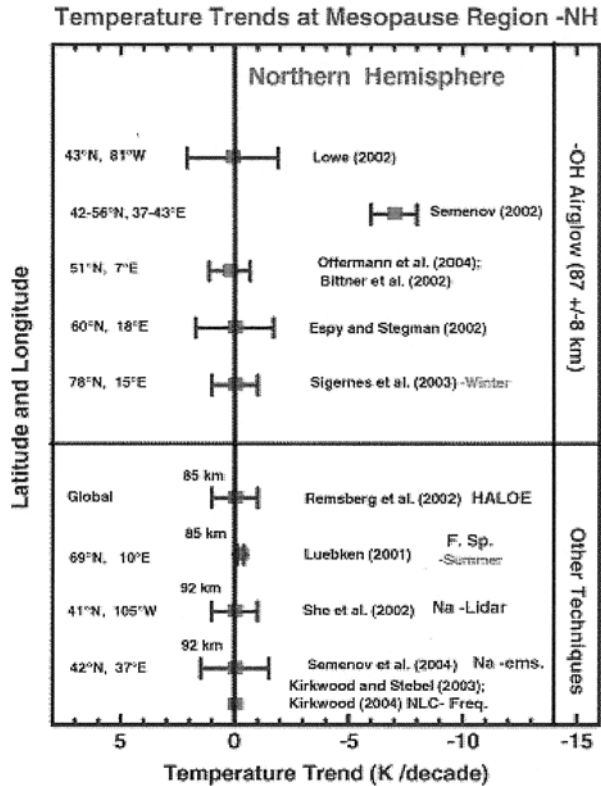 Temperature Trends at Mesopause Region -NH
Northern Hemisphere
43°N, 81°W Lowe (2002)
42-56°N, 37-43°E Semenov (2002)
51°N, 7°E Offermann et al. (2004);
Bittner et al. (2002)
60°N, 18°E Espy and Stegman (2002)
78°N, 15°E Sigernes et al. (2003) -Winter
-OH Airglow (87 +/-8 km)
Latitude and Longitude
85 km
Global Remsberg et al. (2002) HALOE
85 km
F. Sp.
69°N, 10°E Luebken (2001) -Summer
92 km
41°N, 105°W She et al. (2002) Na -Lidar
92 km
42°N, 37°E Semenov et al. (2004) Na -ems.
Kirkwood and Stebel (2003);
Kirkwood (2004) NLC- Freq.
Other Techniques
5 0 -5 -10 -15
Temperature Trend (K /decade)